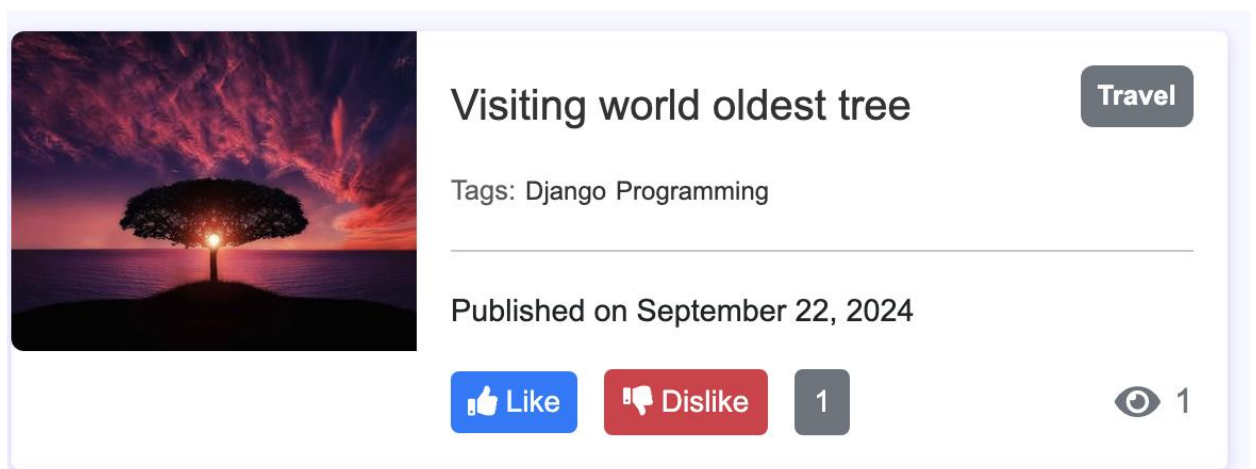 Visiting world oldest tree
Travel
Tags: Django Programming
Published on September 22, 2024
Like Dislike 1 1